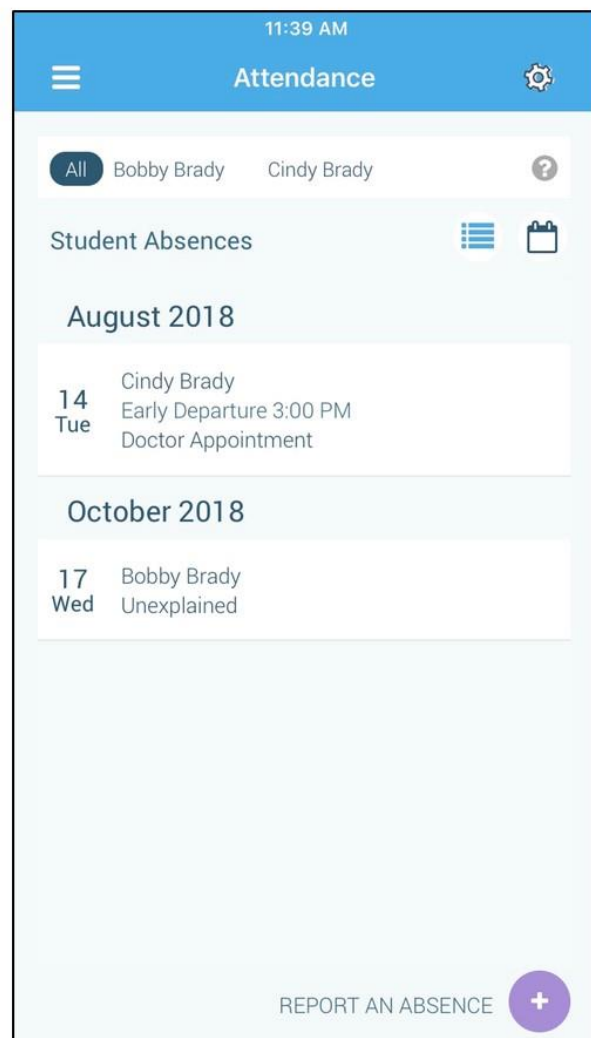 11:39 AM
Attendance
All Bobby Brady Cindy Brady ?
Student Absences
August 2018
14
Tue
Cindy Brady
Early Departure 3:00 PM
Doctor Appointment
October 2018
17
Wed
Bobby Brady
Unexplained
REPORT AN ABSENCE +